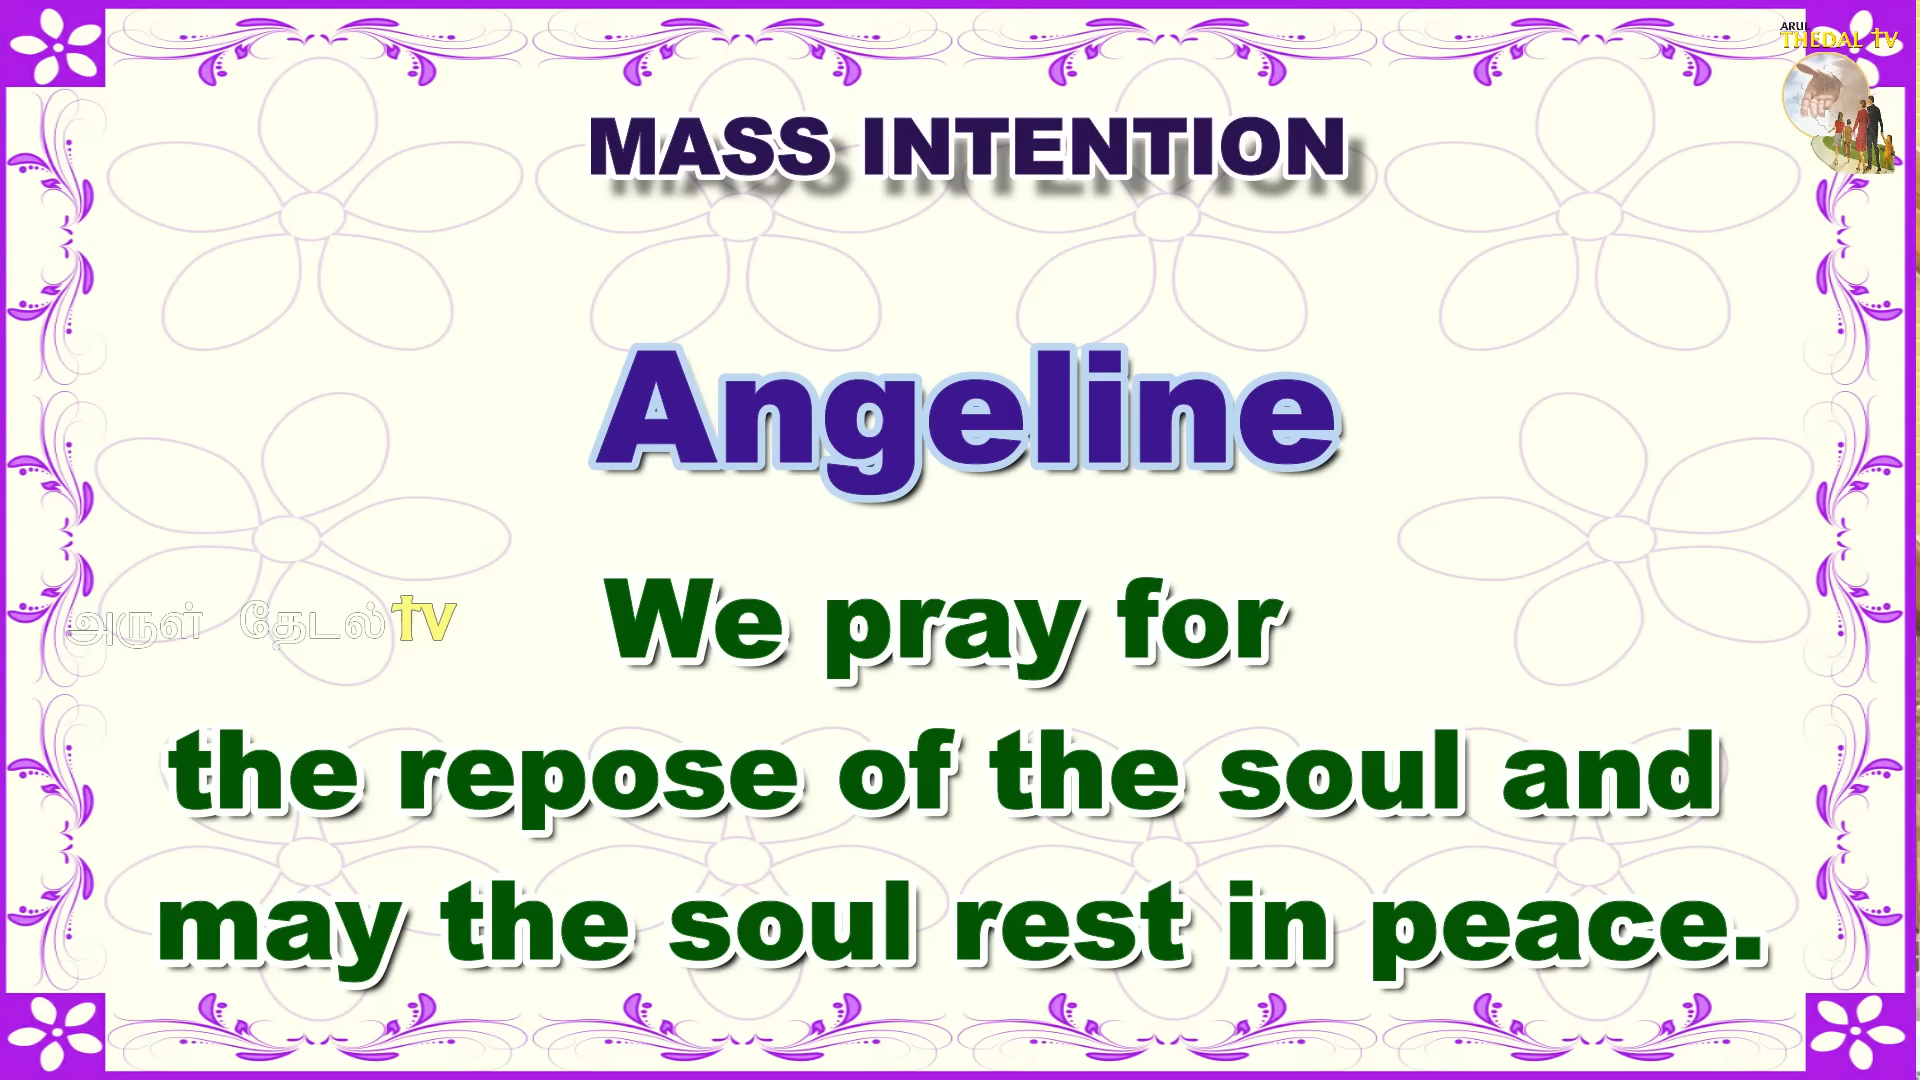 ARUL
THEDAL TV
MASS INTENTION
Angeline
அருள் தேடல் TV
We pray for
the repose of the soul and
may the soul rest in peace.